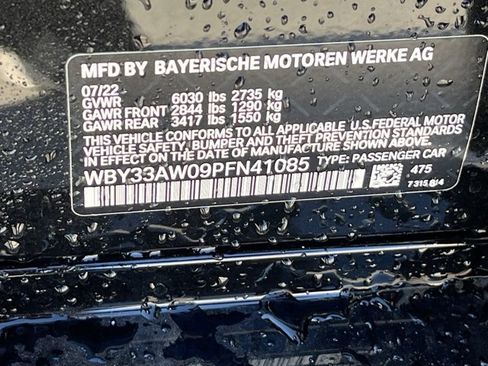 MFD BY BAYERISCHE MOTOREN WERKE AG
07/22
GVWR 6030 lbs 2735 kg
GAWR FRONT 2844 lbs 1290 kg
GAWR REAR 3417 lbs 1550 kg
THIS VEHICLE CONFORMS TO ALL APPLICABLE U.S. FEDERAL MOTOR
VEHICLE SAFETY, BUMPER, AND THEFT PREVENTION STANDARDS
IN EFFECT ON THE DATE OF MANUFACTURE SHOWN ABOVE.
WBY33AW09PFN41085 TYPE: PASSENGER CAR
475